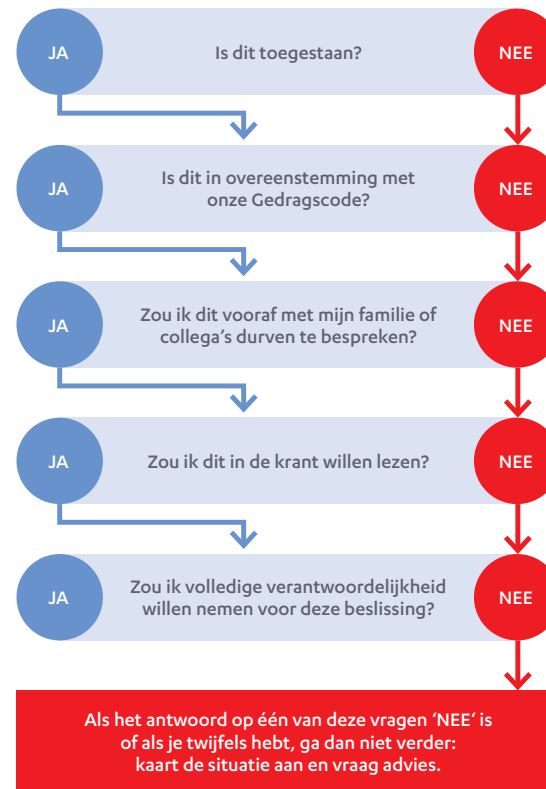 JA
Is dit toegestaan?
NEE
JA
Is dit in overeenstemming met
onze Gedragscode?
NEE
JA
Zou ik dit vooraf met mijn familie of
collega's durven te bespreken?
NEE
JA
Zou ik dit in de krant willen lezen?
NEE
JA
Zou ik volledige verantwoordelijkheid
willen nemen voor deze beslissing?
NEE
Als het antwoord op één van deze vragen ‘NEE‘ is
of als je twijfels hebt, ga dan niet verder:
kaart de situatie aan en vraag advies.